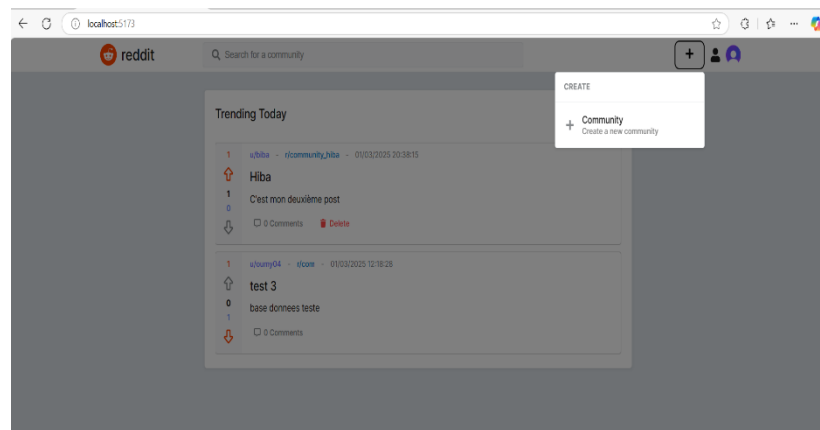 localhost:5173
reddit
Search for a community
+
CREATE
Community
Create a new community
Trending Today
1
u/biba - r/community_hiba - 01/03/2025 20:38:15
Hiba
1
C'est mon deuxième post
0
0 Comments Delete
1
u/oumy04 - r/com - 01/03/2025 12:18:28
test 3
0
base donnees teste
1
0 Comments